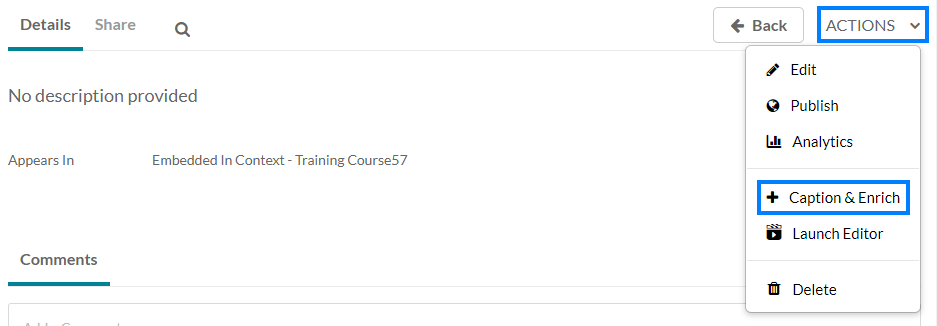 Details Share Back ACTIONS
Edit
No description provided
Publish
Analytics
Appears In Embedded In Context - Training Course57
Caption & Enrich
Launch Editor
Comments
Delete